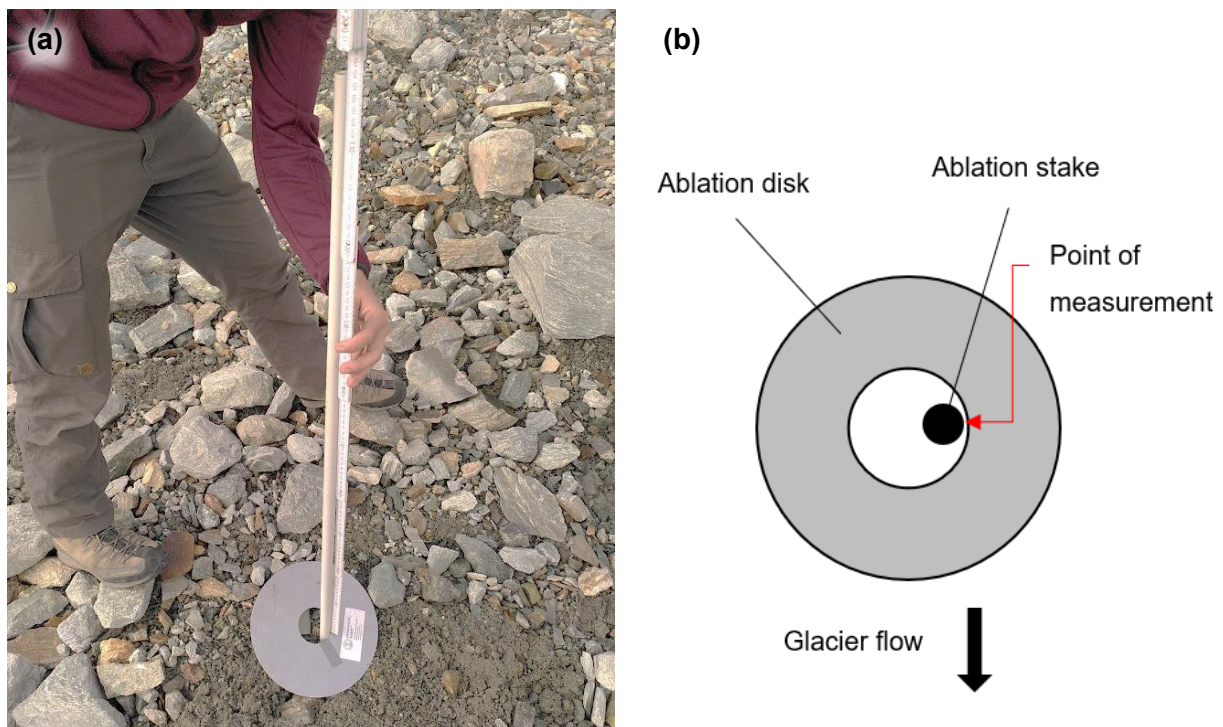 (a)
(b)
Ablation disk
Ablation stake
Point of
measurement
Glacier flow